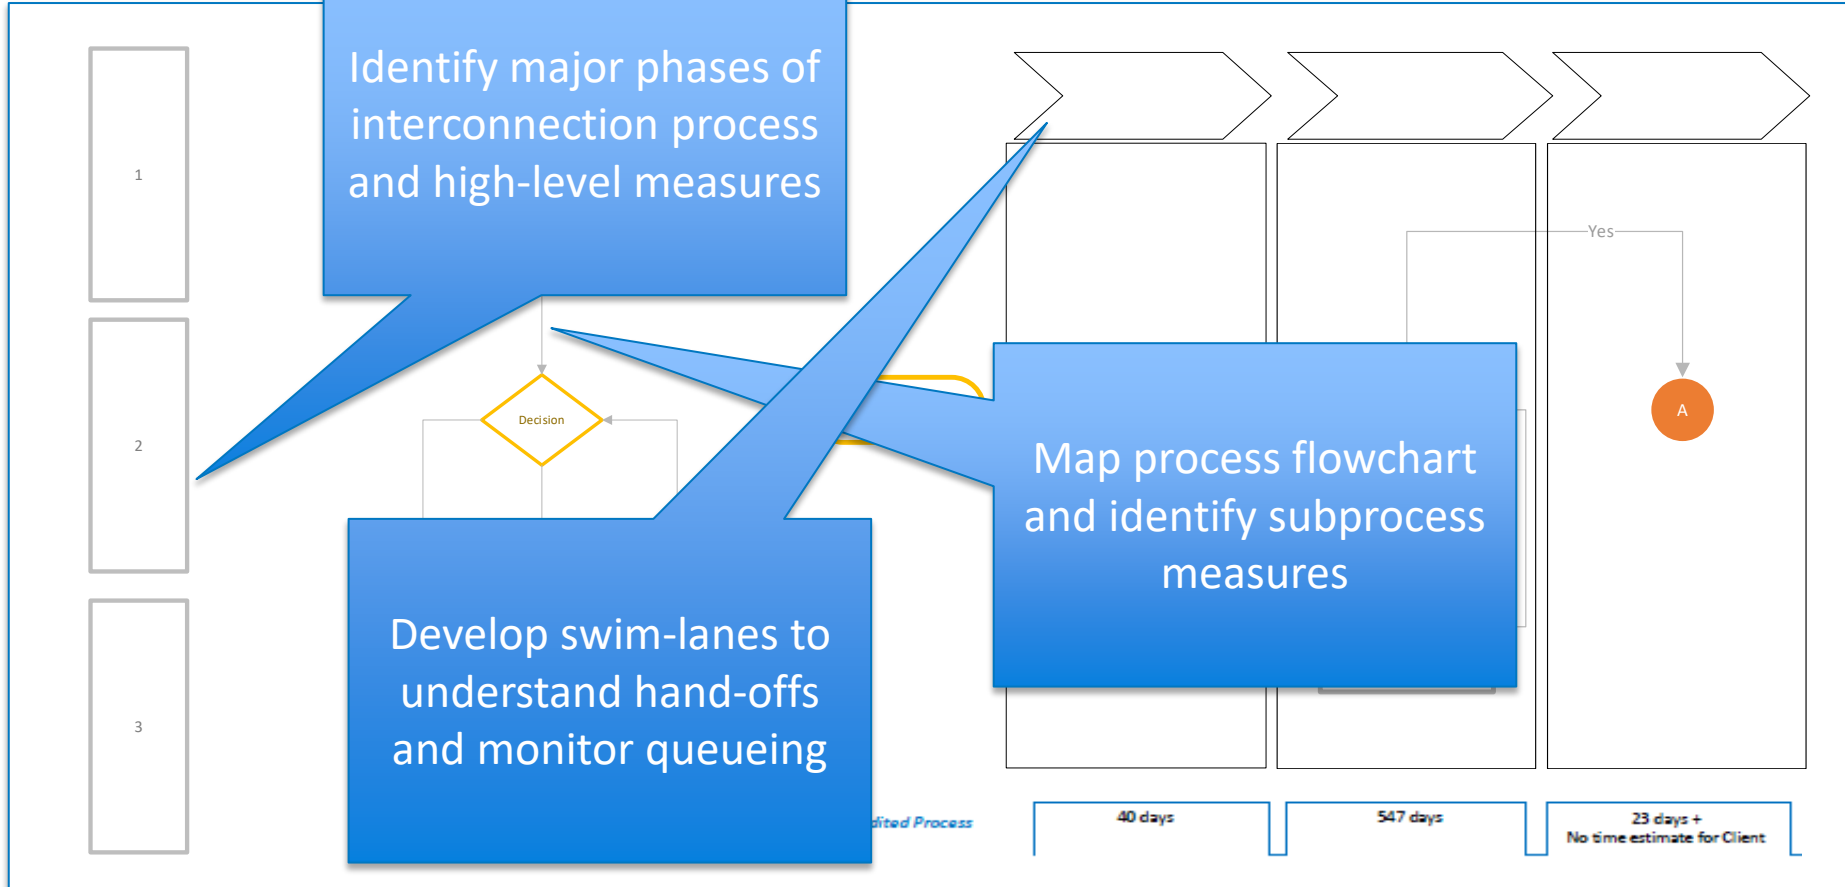 Identify major phases of
interconnection process
and high-level measures
1
2
3
Decision
Yes
A
Map process flowchart
and identify subprocess
measures
Develop swim-lanes to
understand hand-offs
and monitor queueing
Process
40 days
547 days
23 days +
No time estimate for Client